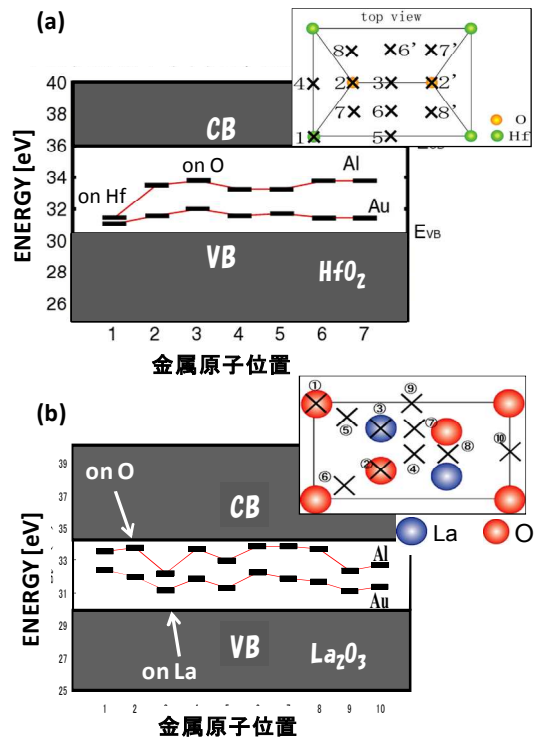 (a)
top view
8 6' 7'
4 2 3 2'
7 6 8'
1 5
O
Hf
ENERGY [eV]
40
38
36
34
32
30
28
26
CB
on O
Al
on Hf
Au
EVB
VB
HfO2
1 2 3 4 5 6 7
金属原子位置
(b)
① ⑨
③
⑤ ⑦
⑧ ⑩
② ④
⑥
La O
ENERGY [eV]
39
37
35
33
31
29
27
25
on O
CB
Al
Au
on La
VB
La2O3
1 2 8 9 10
金属原子位置